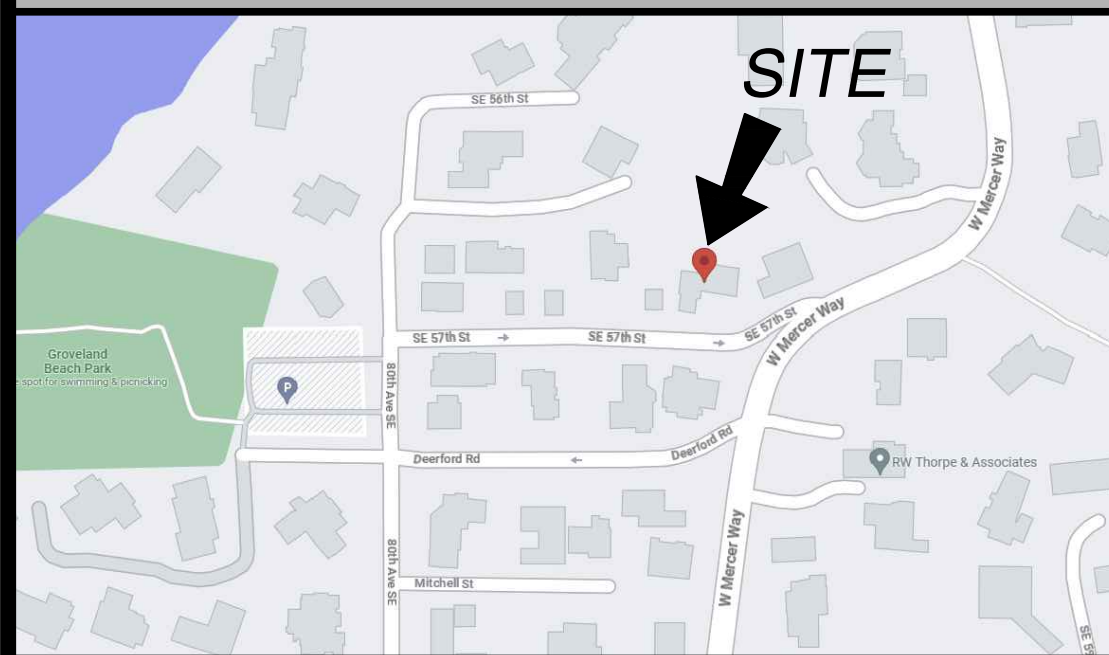 SITE
SE 56th St
W Mercer Way
SE 57th St
SE 57th St
SE 57th St
W Mercer Way
Groveland
Beach Park
spot for swimming & picnicking
P
80th Ave SE
Deerford Rd
Deerford Rd
RW Thorpe & Associates
80th Ave SE
Mitchell St
W Mercer Way
SE